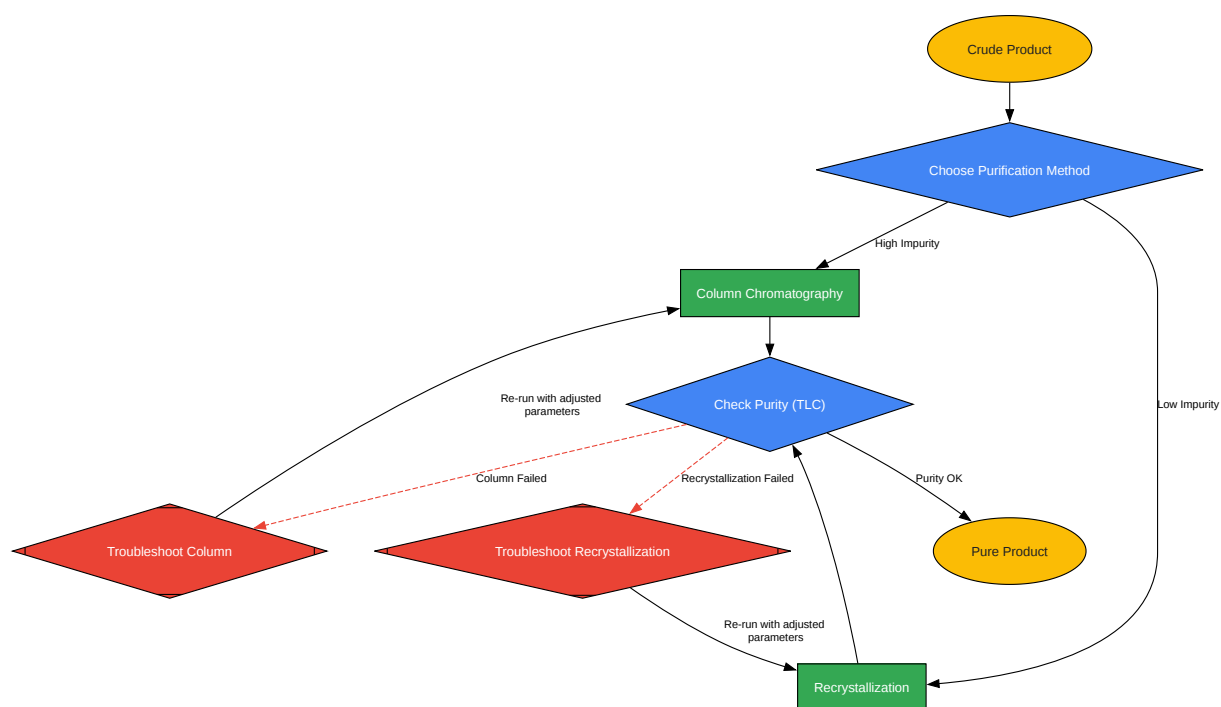 Crude Product
Choose Purification Method
High Impurity
Column Chromatography
Re-run with adjusted
parameters
Check Purity (TLC)
Low Impurity
Column Failed
Recrystallization Failed
Purity OK
Troubleshoot Column
Troubleshoot Recrystallization
Pure Product
Re-run with adjusted
parameters
Recrystallization